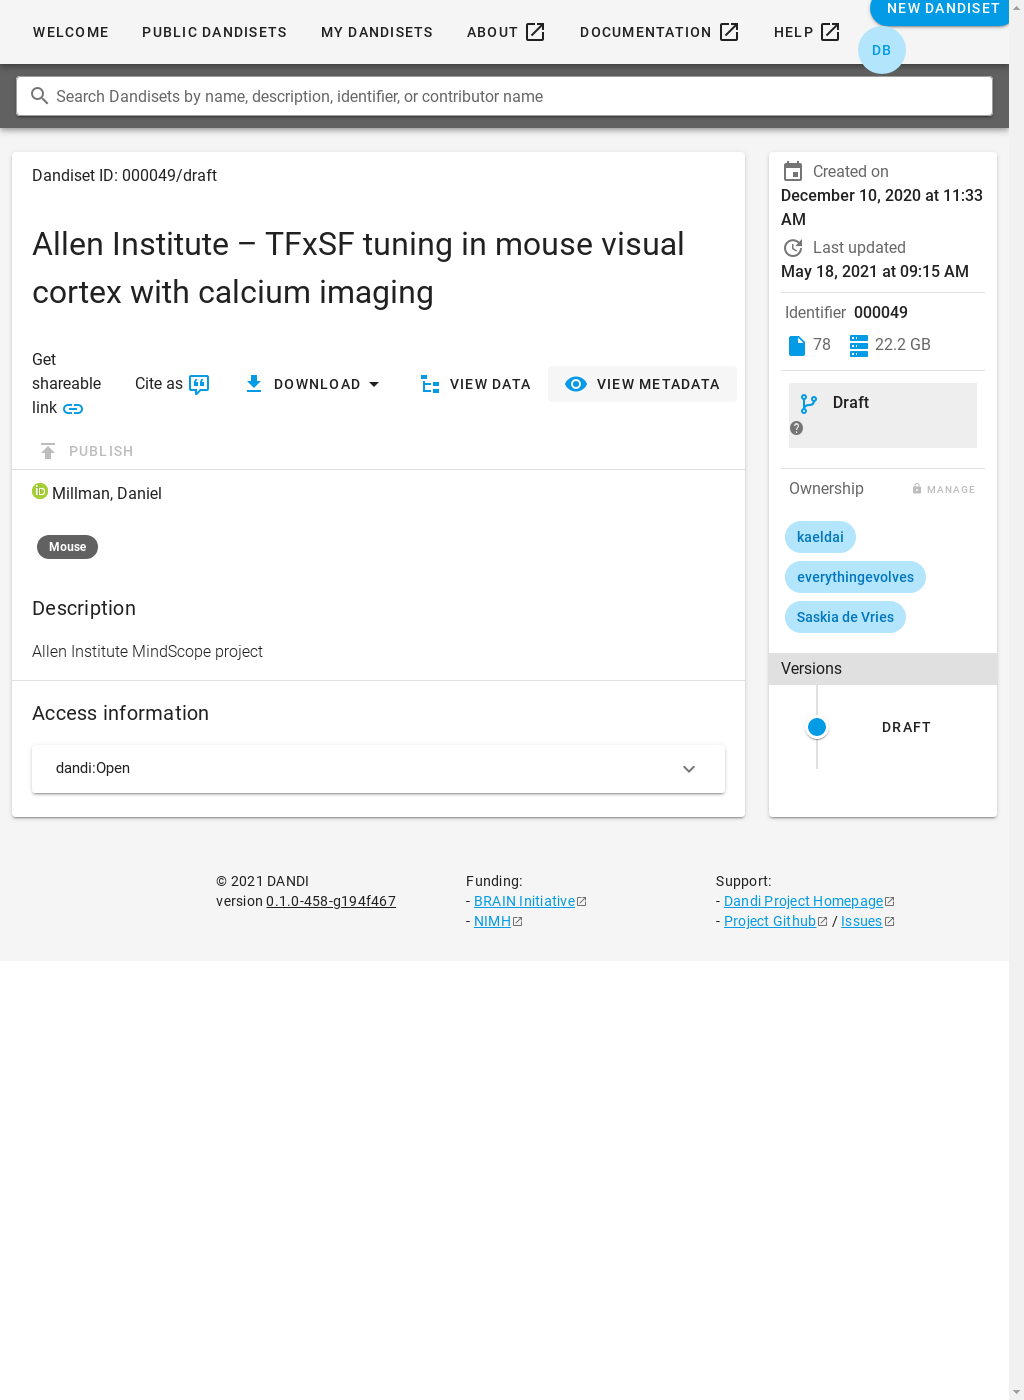 WELCOME
PUBLIC DANDISETS
MY DANDISETS
ABOUT
DOCUMENTATION
HELP
NEW DANDISET
DB
Search Dandisets by name, description, identifier, or contributor name
Dandiset ID: 000049/draft
Allen Institute – TFxSF tuning in mouse visual
cortex with calcium imaging
Get
shareable
link
Cite as
DOWNLOAD
VIEW DATA
VIEW METADATA
PUBLISH
iD Millman, Daniel
Mouse
Description
Allen Institute MindScope project
Access information
dandi:Open
Created on
December 10, 2020 at 11:33
AM
Last updated
May 18, 2021 at 09:15 AM
Identifier 000049
78 22.2 GB
Draft
?
Ownership
MANAGE
kaeldai
everythingevolves
Saskia de Vries
Versions
DRAFT
© 2021 DANDI
version 0.1.0-458-g194f467
Funding:
- BRAIN Initiative
- NIMH
Support:
- Dandi Project Homepage
- Project Github / Issues